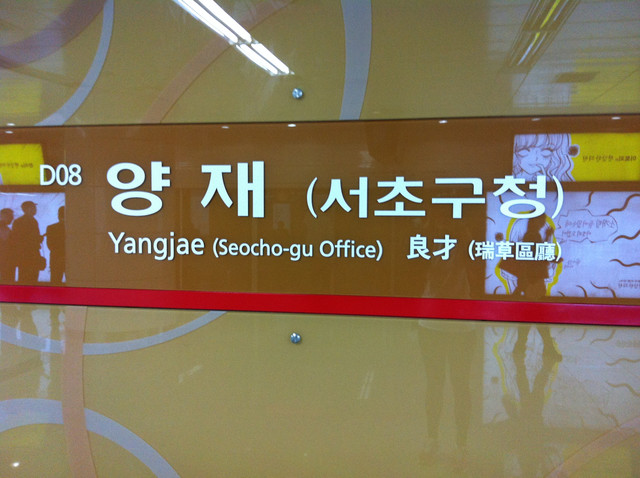 D08 양재 (서초구청)
Yangjae (Seocho-gu Office) 良才 (瑞草區廳)